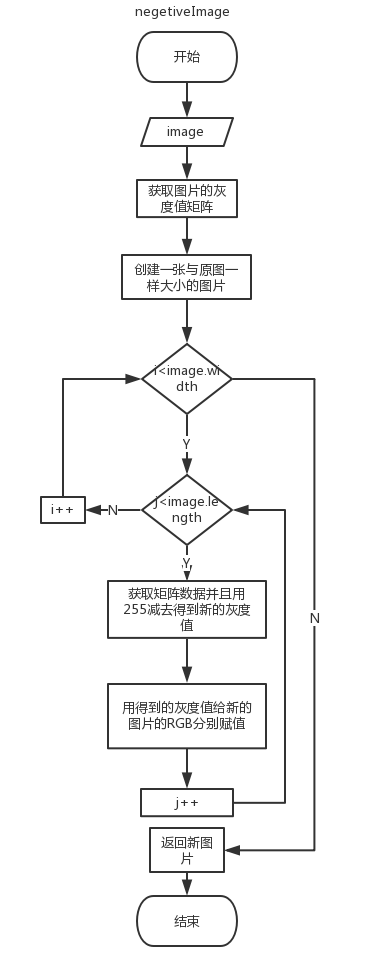 negetiveImage
开始
image
获取图片的灰
度值矩阵
创建一张与原图一
样大小的图片
i<image.wi
dth
Y
j<image.le
ngth
N
i++
Y
获取矩阵数据并且用
255减去得到新的灰度
值
N
用得到的灰度值给新的
图片的RGB分别赋值
j++
返回新图
片
结束